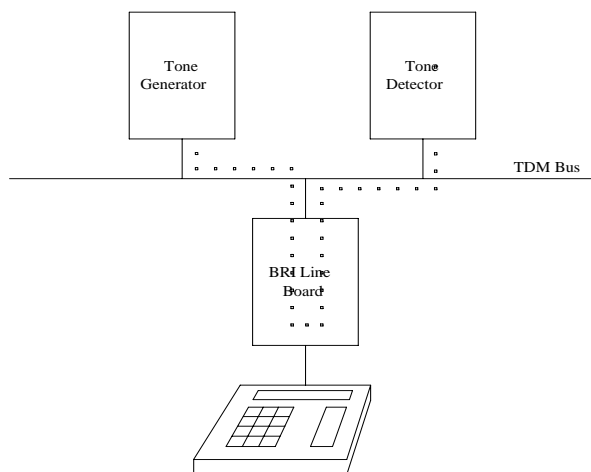 Tone
Generator
Tone
Detector
TDM Bus
BRI Line
Board